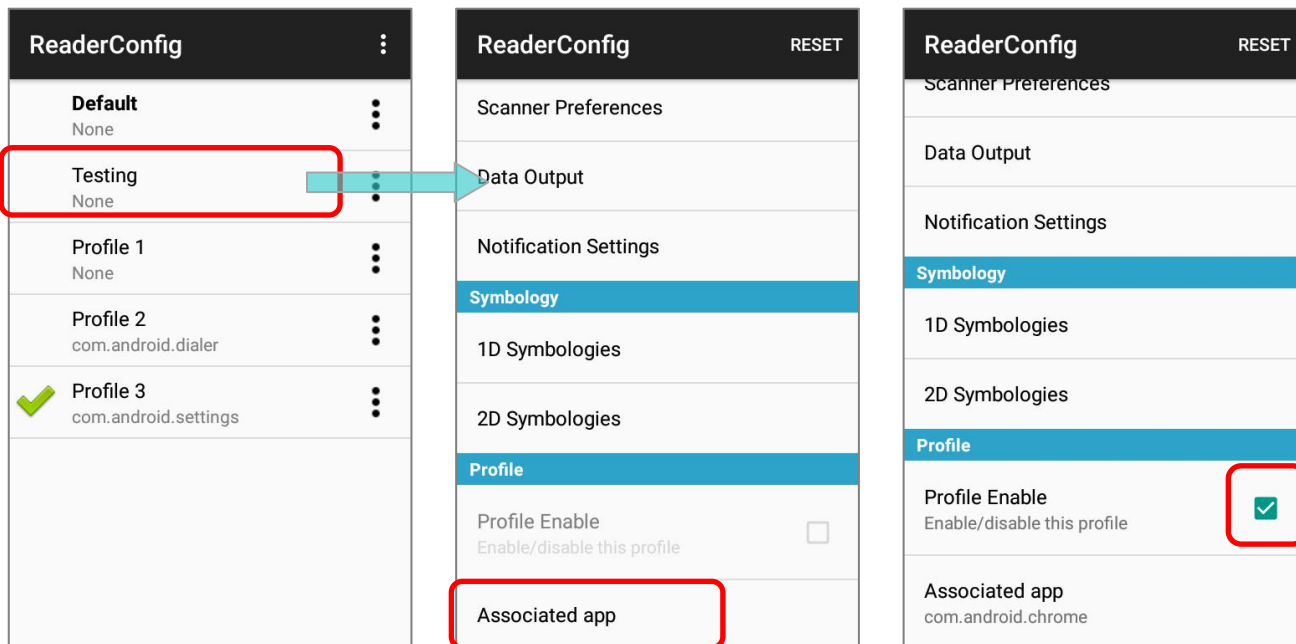 ReaderConfig
Default
None
Testing
None
Profile 1
None
Profile 2
com.android.dialer
Profile 3
com.android.settings
ReaderConfig RESET
Scanner Preferences
Data Output
Notification Settings
Symbology
1D Symbologies
2D Symbologies
Profile
Profile Enable
Enable/disable this profile
Associated app
ReaderConfig RESET
Scanner Preferences
Data Output
Notification Settings
Symbology
1D Symbologies
2D Symbologies
Profile
Profile Enable
Enable/disable this profile
Associated app
com.android.chrome